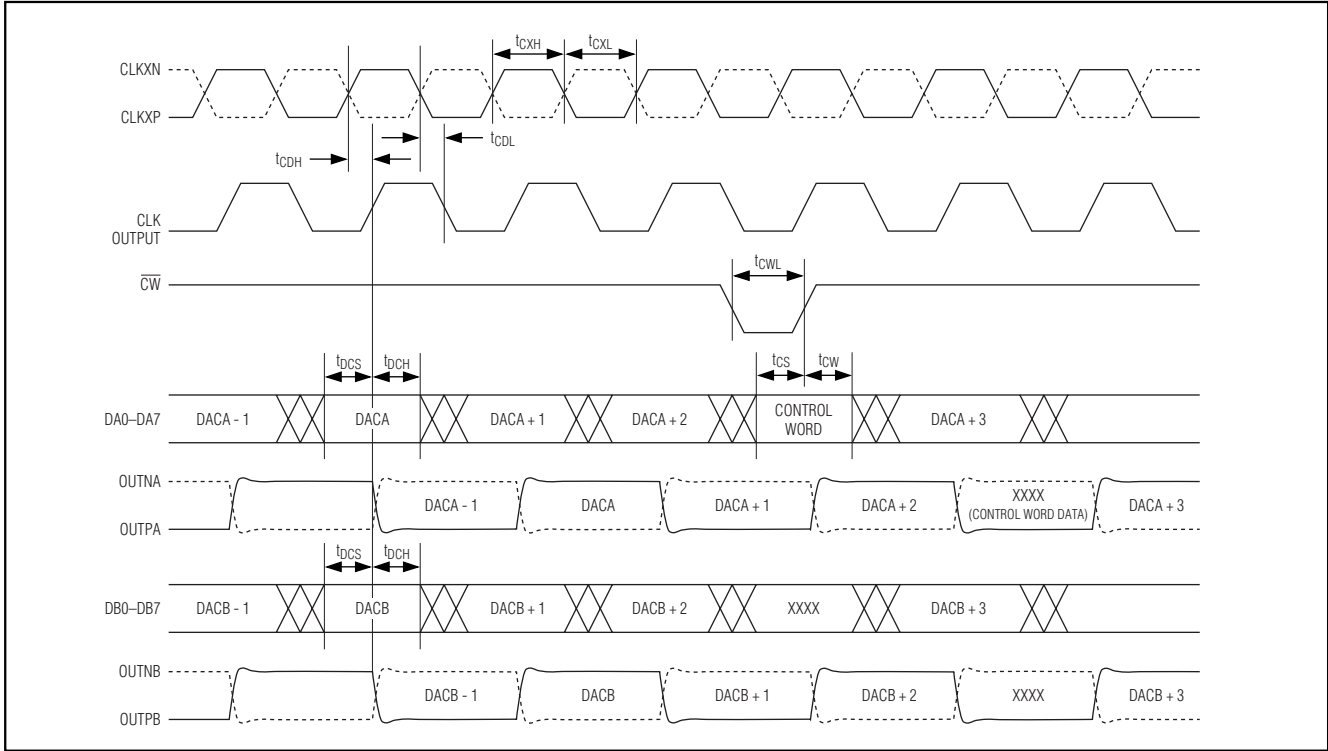 tCXH tCXL
CLKXN
CLKXP
tCDL
tCDH
CLK
OUTPUT
tCWL
CW
tDCS tDCH tCS tCW
DA0–DA7 DACA - 1 DACA DACA + 1 DACA + 2 CONTROL WORD DACA + 3
OUTNA
DACA - 1 DACA DACA + 1 DACA + 2 XXXX (CONTROL WORD DATA) DACA + 3
OUTPA
tDCS tDCH
DB0–DB7 DACB - 1 DACB DACB + 1 DACB + 2 XXXX DACB + 3
OUTNB
DACB - 1 DACB DACB + 1 DACB + 2 XXXX DACB + 3
OUTPB